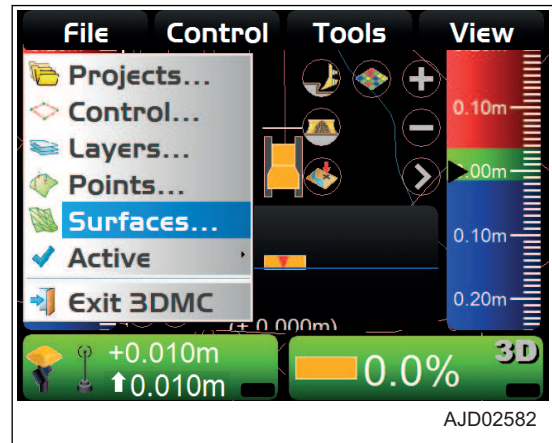 File Control Tools View
Projects...
Control...
Layers...
Points...
Surfaces...
Active
Exit 3DMC
0.10m
.00m
0.10m
0.20m
(± 0.000m)
+0.010m
0.010m
0.0%
3D
AJD02582